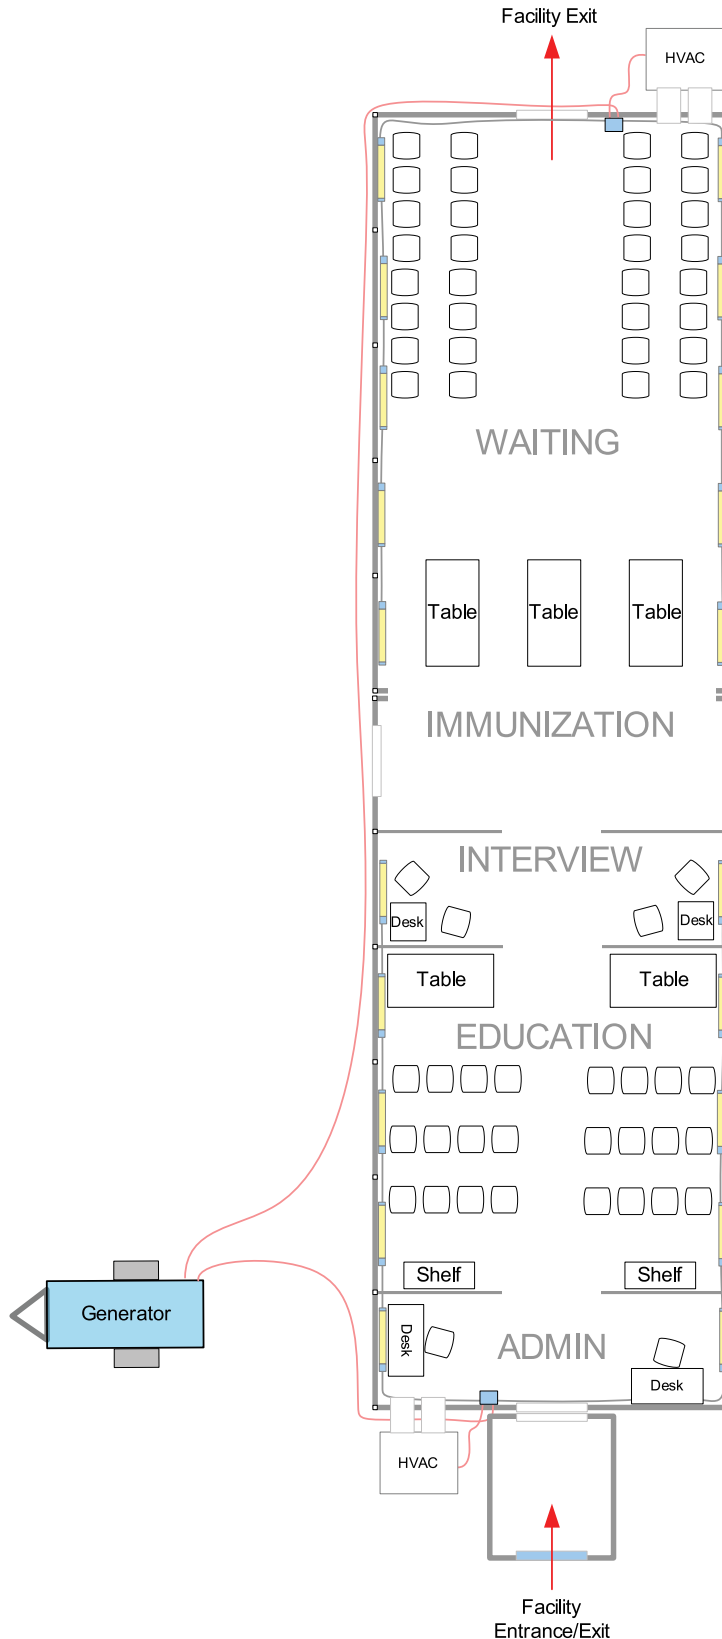 Facility Exit
HVAC
WAITING
Table
Table
Table
IMMUNIZATION
INTERVIEW
Desk
Desk
Table
Table
EDUCATION
Shelf
Shelf
Generator
Desk
ADMIN
Desk
HVAC
Facility
Entrance/Exit